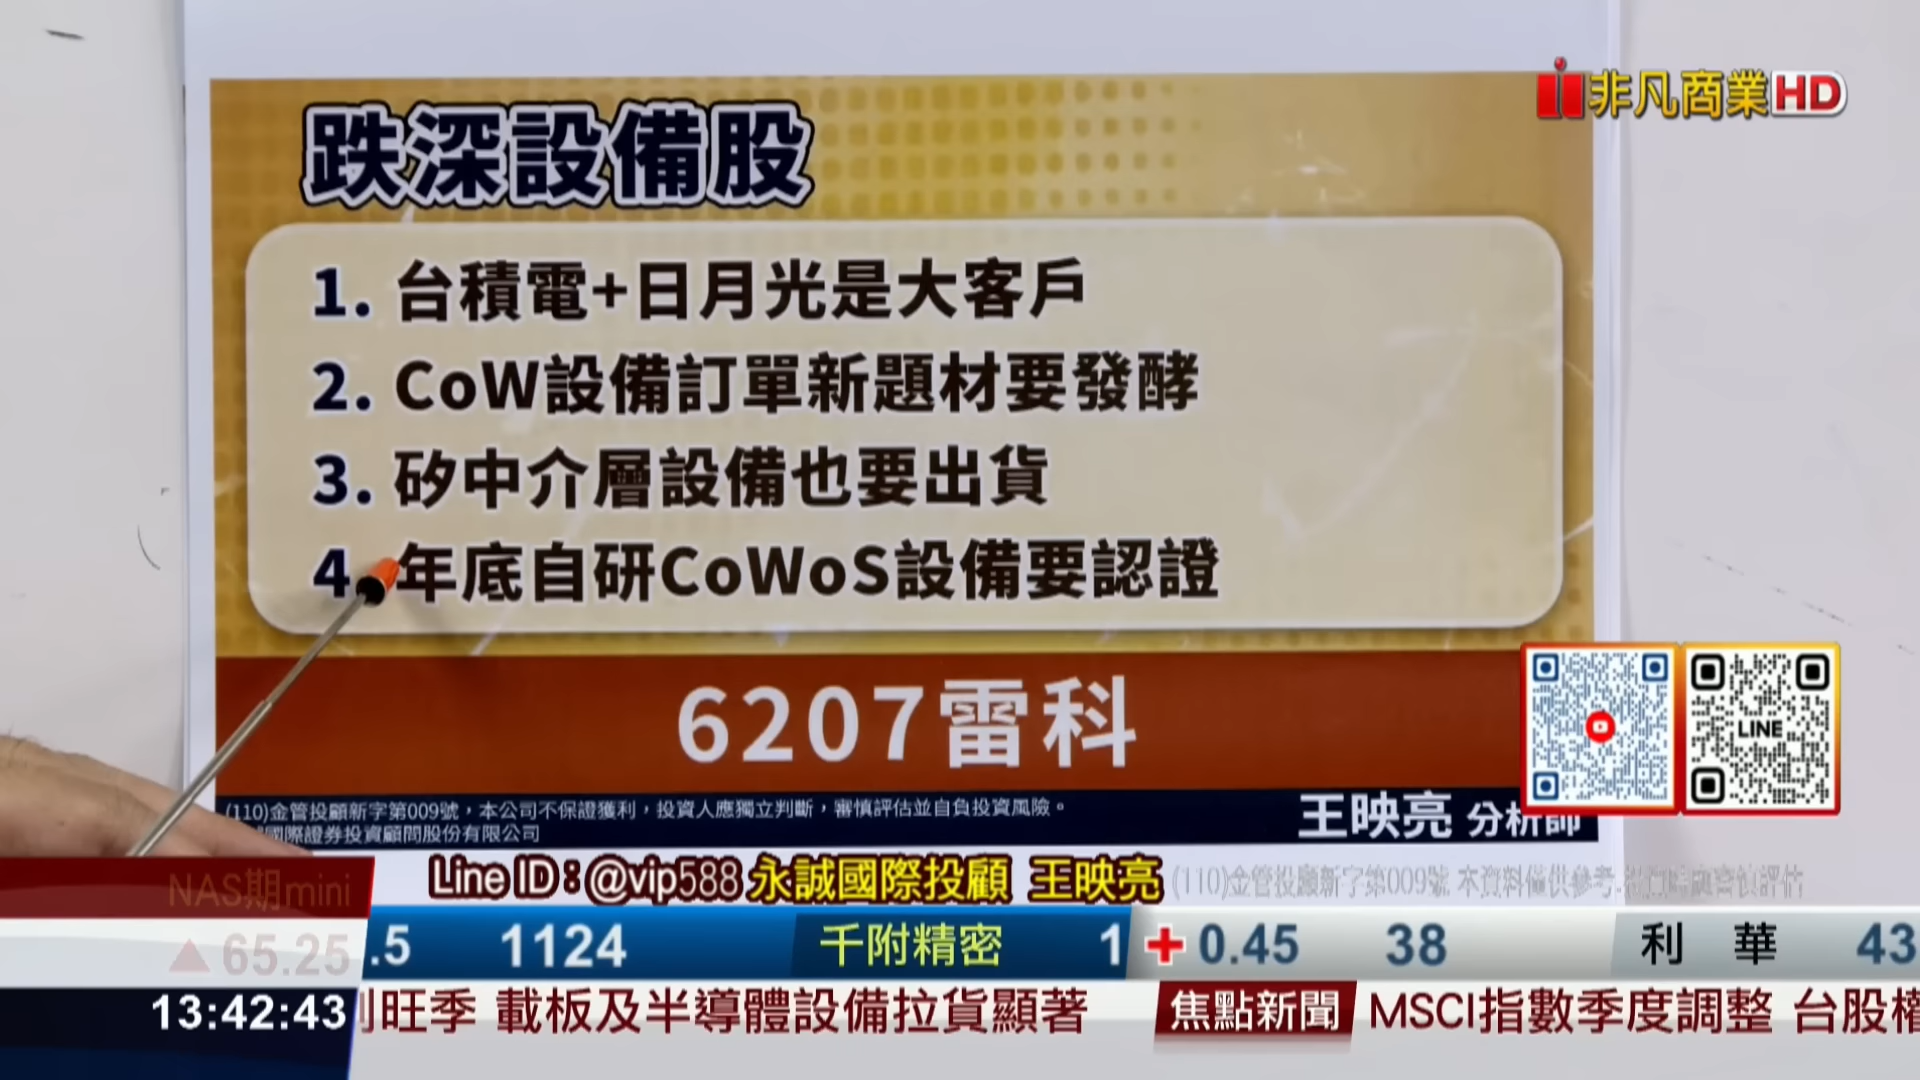 非凡商業HD
跌深設備股
1. 台積電+日月光是大客戶
2. CoW設備訂單新題材要發酵
3. 矽中介層設備也要出貨
4. 年底自研CoWoS設備要認證
6207雷科
LINE
(110)金管投顧新字第009號，本公司不保證獲利，投資人應獨立判斷，審慎評估並自負投資風險。
國際證券投資顧問股份有限公司
王映亮 分析師
Line ID：@vip588 永誠國際投顧 王映亮
(110)金管投顧新字第009號 本資料僅供參考
NAS期mini
▲65.25
.5 1124 千附精密 1 + 0.45 38 利 華 43
13:42:43
旺季 載板及半導體設備拉貨顯著 焦點新聞 MSCI指數季度調整 台股權